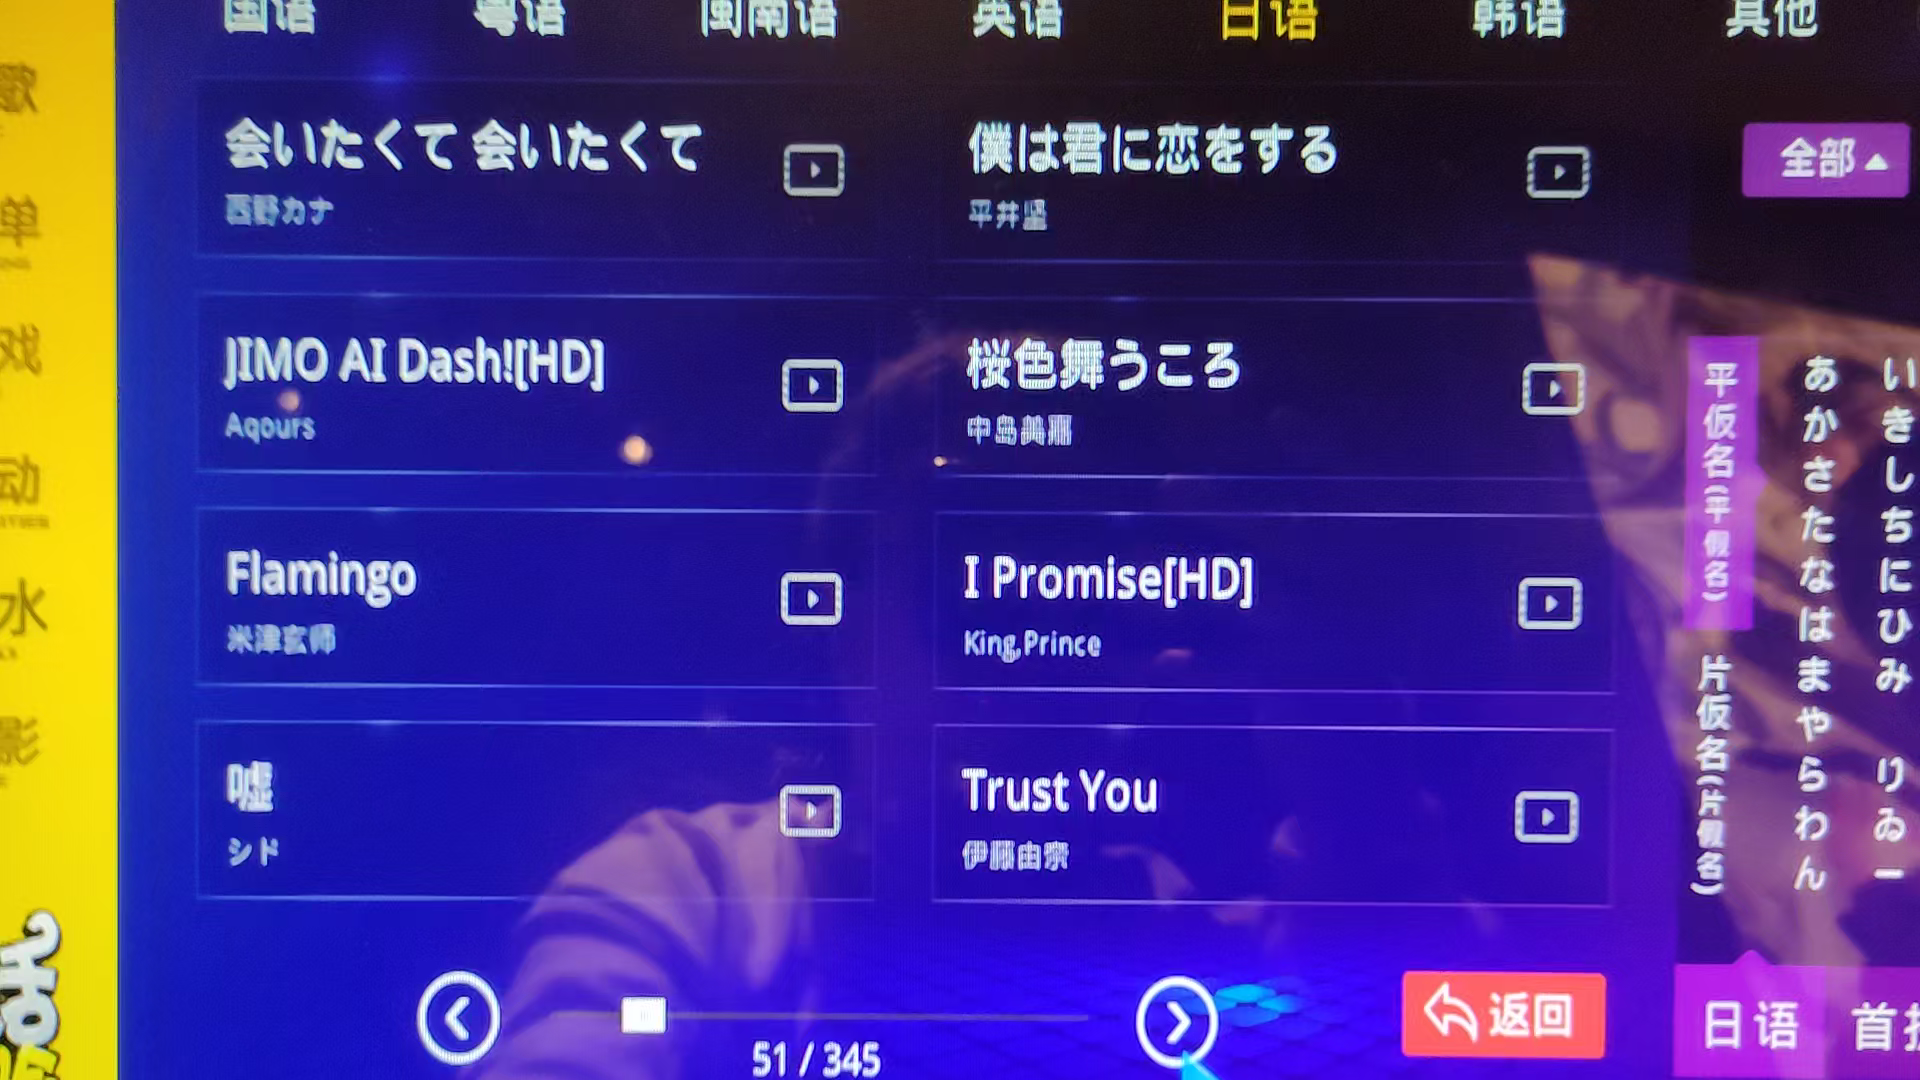 国语 粤语 闽南语 英语 日语 韩语 其他
会いたくて 会いたくて
西野カナ
僕は君に恋をする
平井堅
全部
JIMO AI Dash![HD]
Aqours
桜色舞うころ
中島美嘉
Flamingo
米津玄师
I Promise[HD]
King,Prince
嘘
シド
Trust You
伊藤由奈
平仮名(平假名)
片仮名(片假名)
あかさたなはまやらわん
いきしちにひみ りゐー
歌
单
戏
动
水
影
51 / 345
返回
日语 首